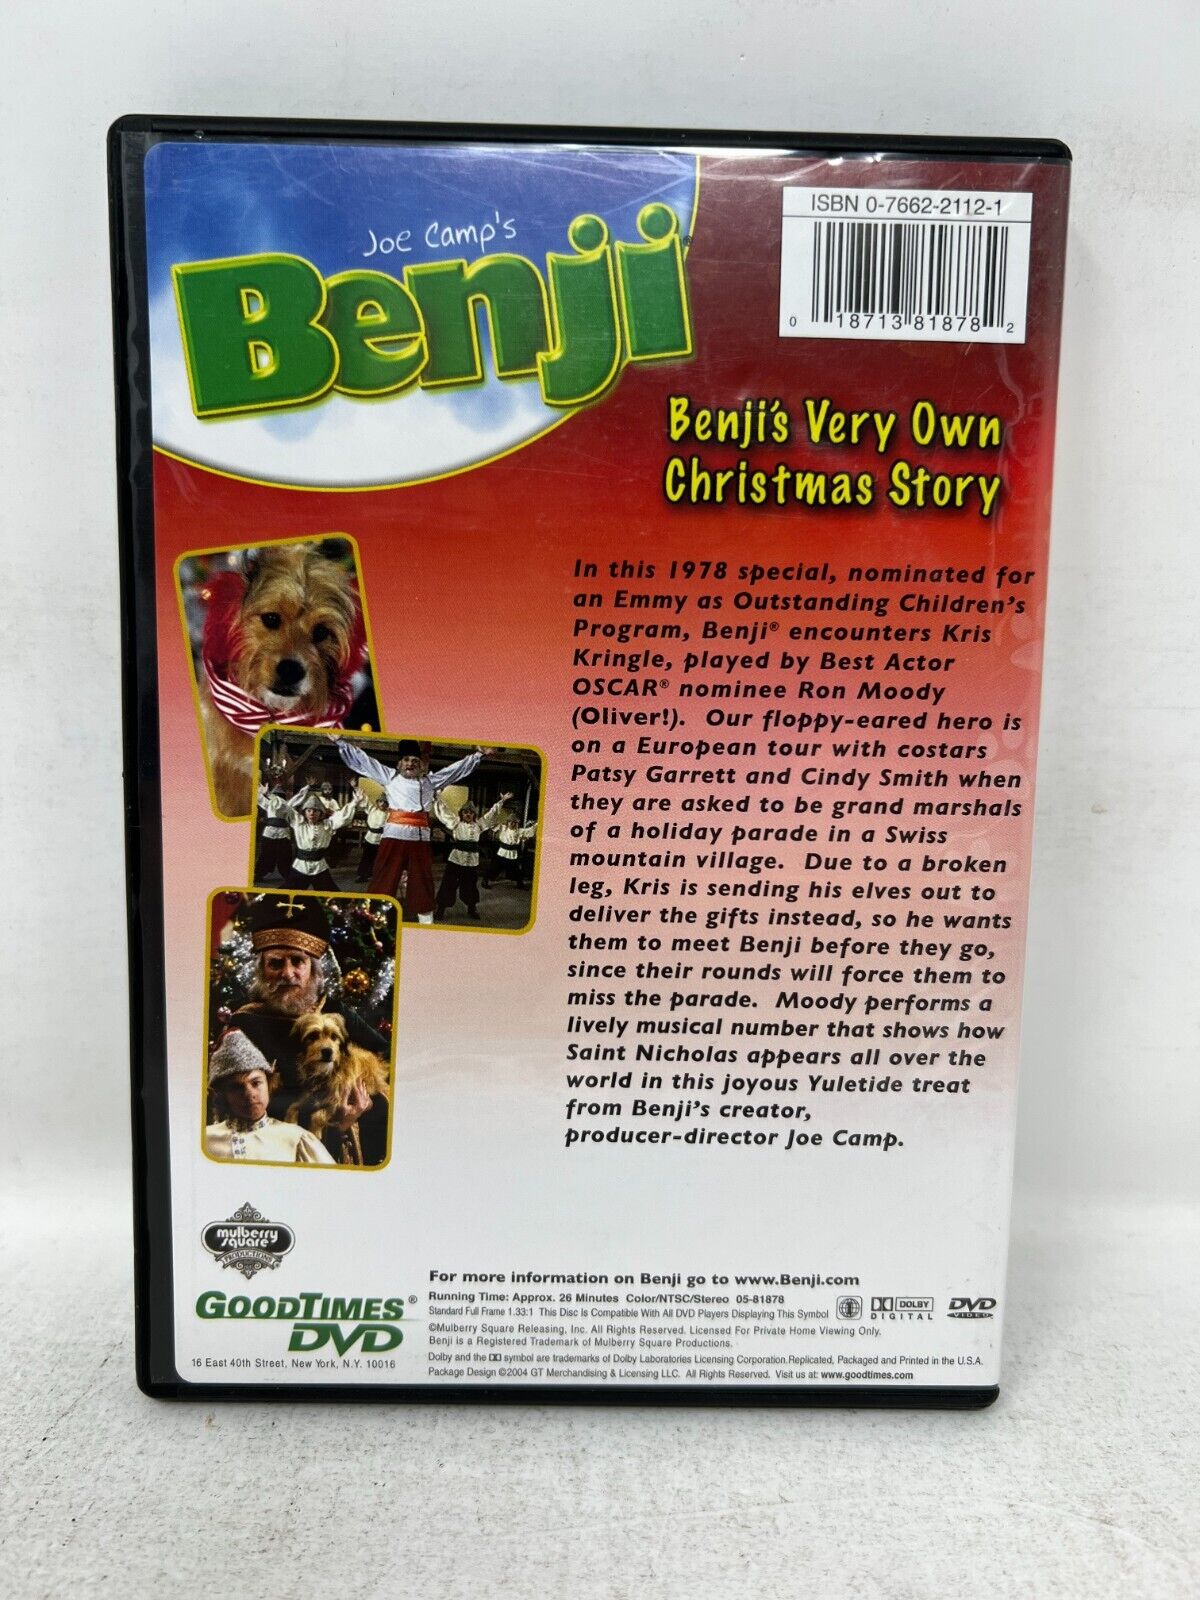 Joe Camp's
Benji®
ISBN 0-7662-2112-1
0 18713 81878 2
Benji's Very Own
Christmas Story
In this 1978 special, nominated for
an Emmy as Outstanding Children's
Program, Benji® encounters Kris
Kringle, played by Best Actor
OSCAR® nominee Ron Moody
(Oliver!). Our floppy-eared hero is
on a European tour with costars
Patsy Garrett and Cindy Smith when
they are asked to be grand marshals
of a holiday parade in a Swiss
mountain village. Due to a broken
leg, Kris is sending his elves out to
deliver the gifts instead, so he wants
them to meet Benji before they go,
since their rounds will force them to
miss the parade. Moody performs a
lively musical number that shows how
Saint Nicholas appears all over the
world in this joyous Yuletide treat
from Benji's creator,
producer-director Joe Camp.
mulberry
square
PRODUCTIONS
GOODTIMES®
DVD
16 East 40th Street, New York, N.Y. 10016
For more information on Benji go to www.Benji.com
Running Time: Approx. 26 Minutes Color/NTSC/Stereo 05-81878
Standard Full Frame 1.33:1 This Disc Is Compatible With All DVD Players Displaying This Symbol
1
DOLBY
DIGITAL
DVD
VIDEO
©Mulberry Square Releasing, Inc. All Rights Reserved. Licensed For Private Home Viewing Only.
Benji is a Registered Trademark of Mulberry Square Productions.
Dolby and the DD symbol are trademarks of Dolby Laboratories Licensing Corporation. Replicated, Packaged and Printed in the U.S.A.
Package Design ©2004 GT Merchandising & Licensing LLC. All Rights Reserved. Visit us at: www.goodtimes.com